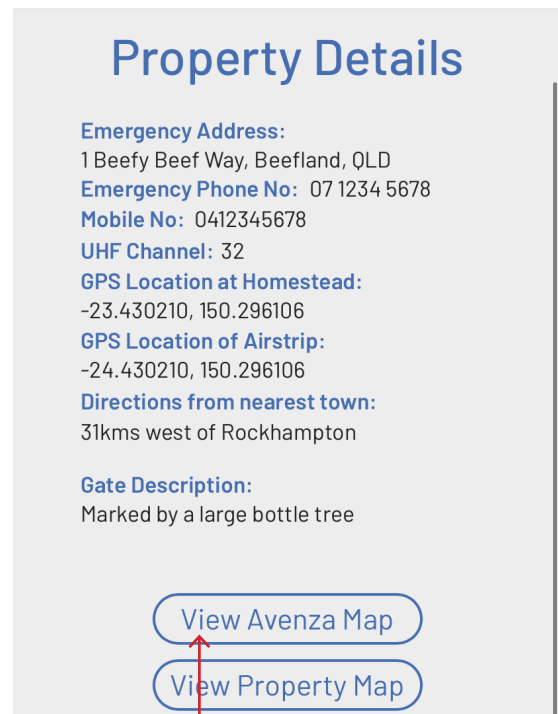 Property Details
Emergency Address:
1 Beefy Beef Way, Beefland, QLD
Emergency Phone No: 07 1234 5678
Mobile No: 0412345678
UHF Channel: 32
GPS Location at Homestead:
-23.430210, 150.296106
GPS Location of Airstrip:
-24.430210, 150.296106
Directions from nearest town:
31kms west of Rockhampton
Gate Description:
Marked by a large bottle tree
View Avenza Map
View Property Map